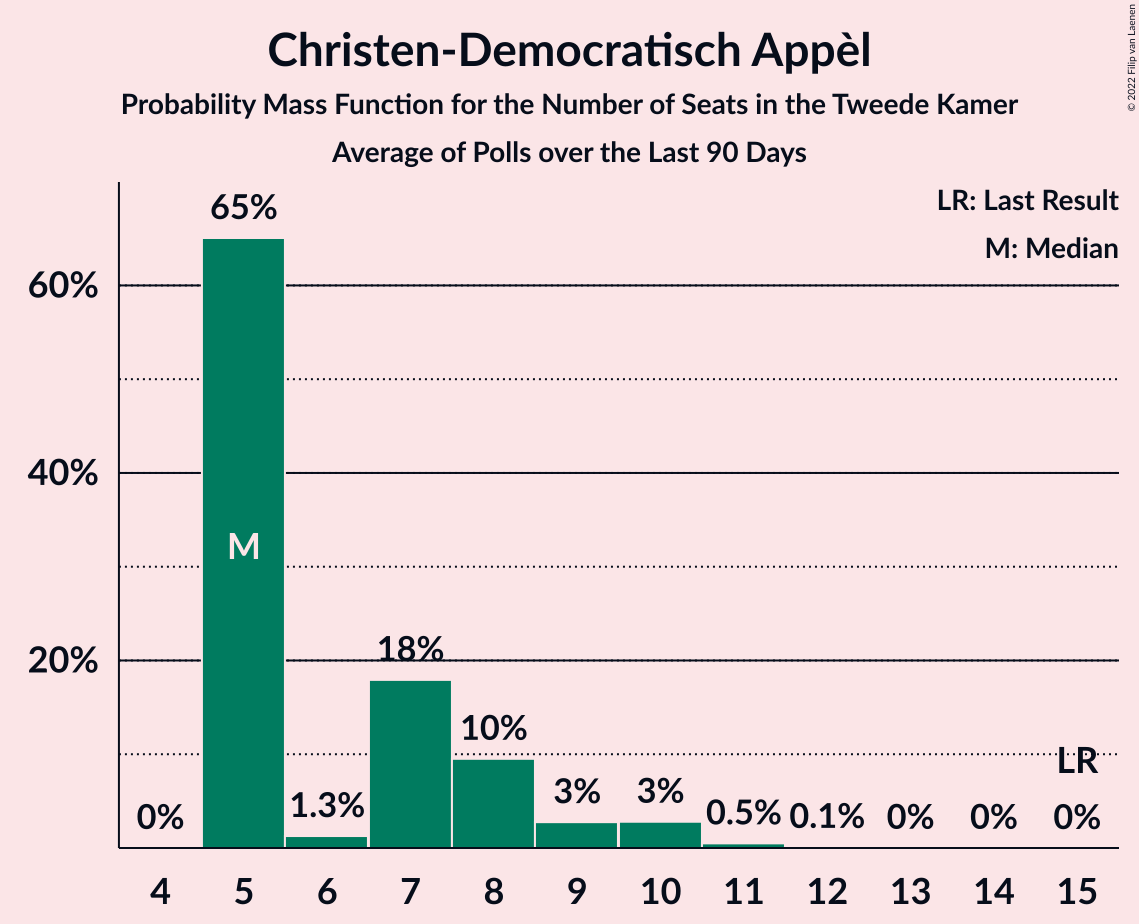 Christen-Democratisch Appèl
Probability Mass Function for the Number of Seats in the Tweede Kamer
Average of Polls over the Last 90 Days
© 2022 Filip van Laenen
LR: Last Result
M: Median
60%
40%
20%
0%
65%
M
1.3%
18%
10%
3%
3%
0.5%
0.1%
0%
0%
LR
0%
4 5 6 7 8 9 10 11 12 13 14 15